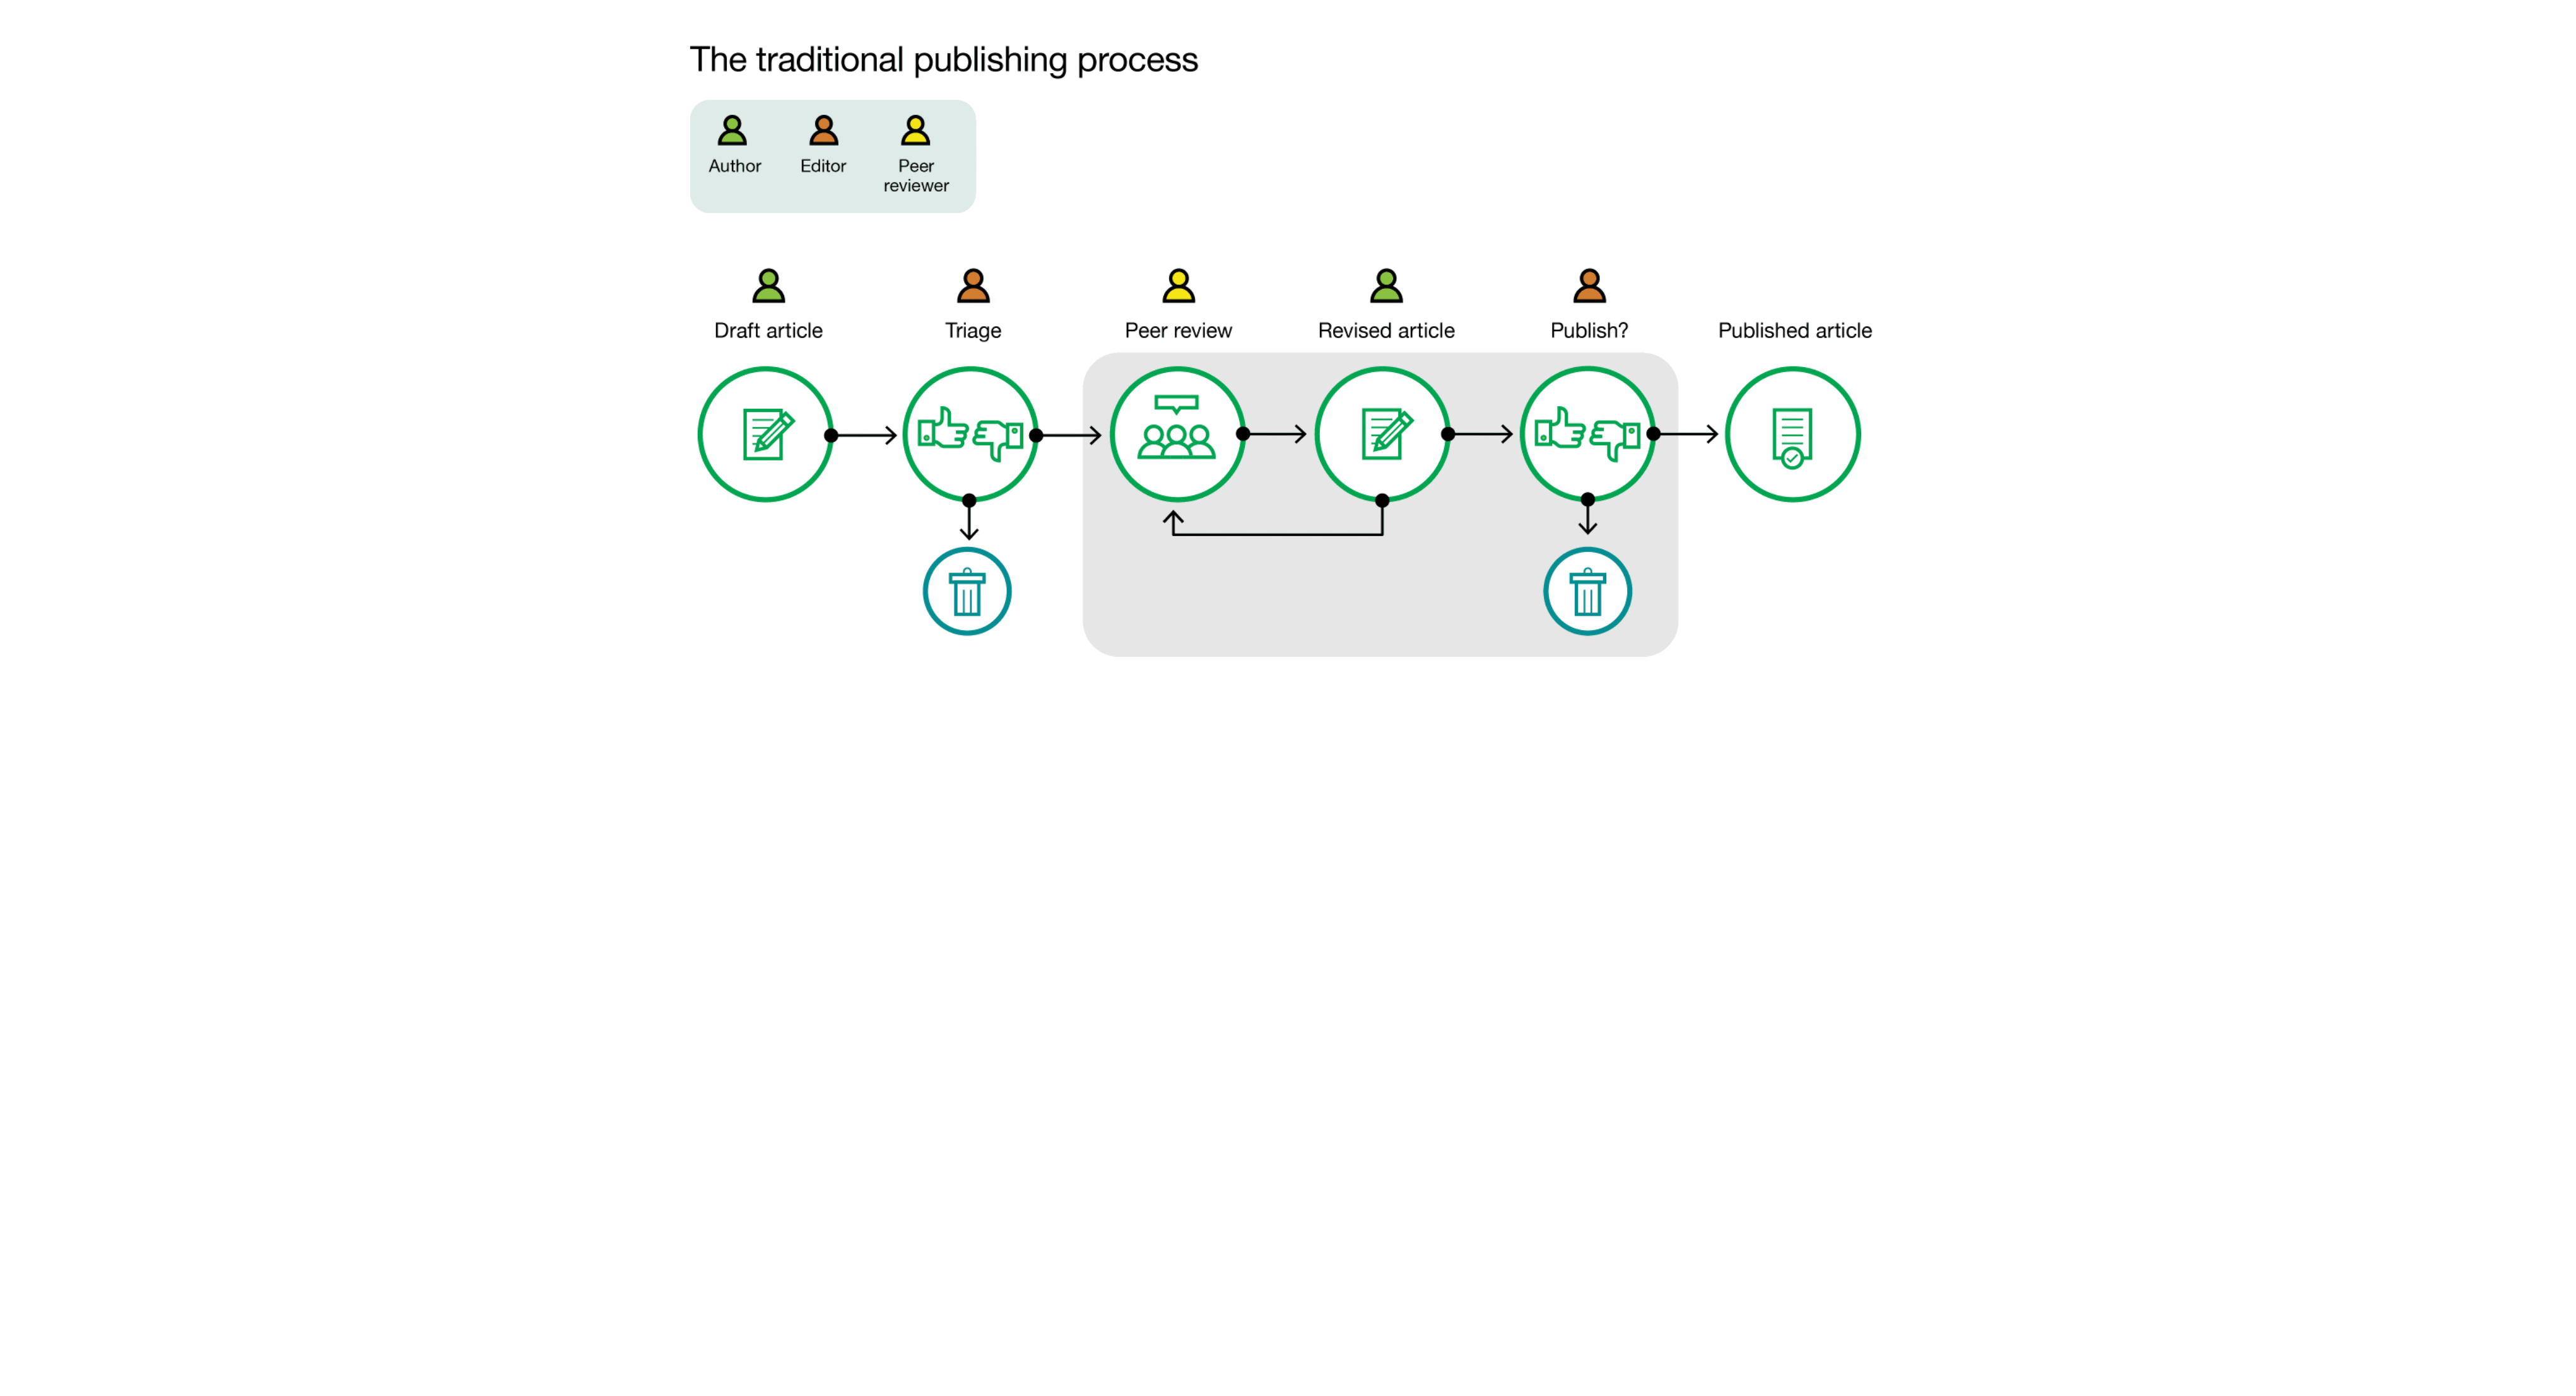 The traditional publishing process
Author
Editor
Peer
reviewer
Draft article
Triage
Peer review
Revised article
Publish?
Published article